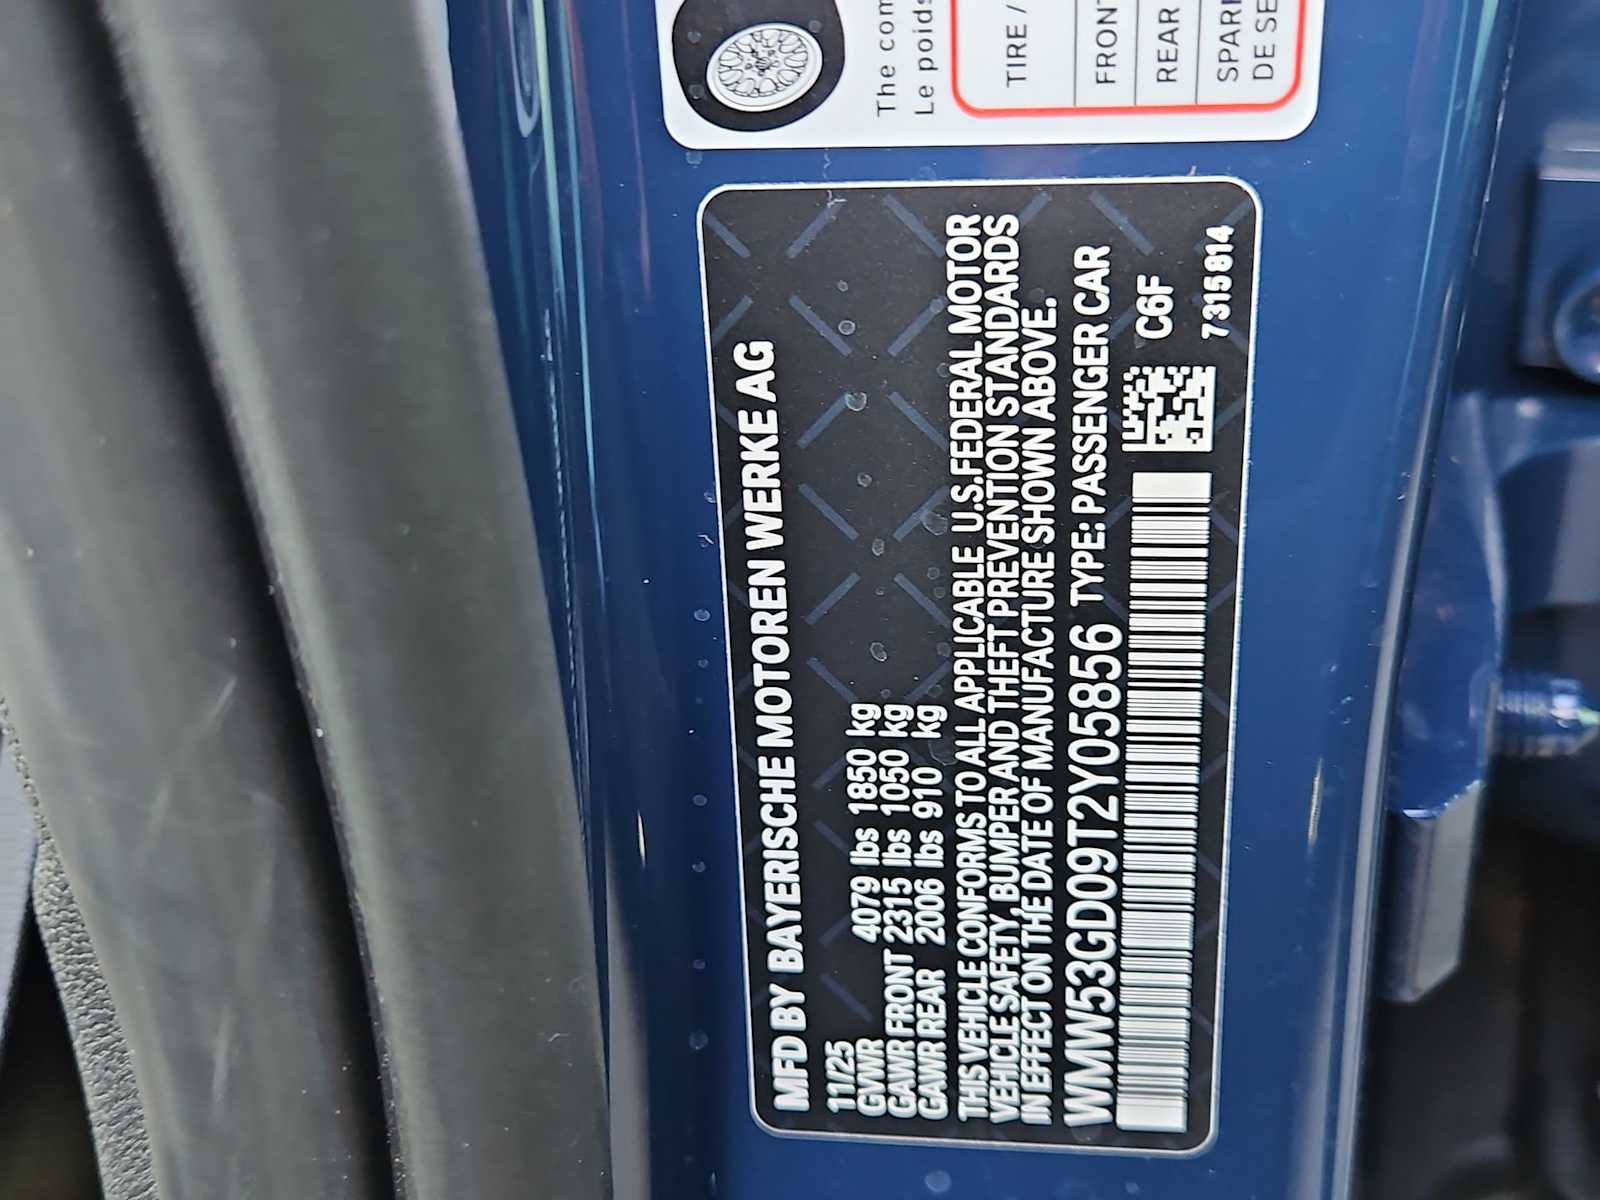 The com
Le poids
TIRE /
FRONT
REAR
SPARE
DE SE
MFD BY BAYERISCHE MOTOREN WERKE AG
11/25
GVWR 4079 lbs 1850 kg
GAWR FRONT 2315 lbs 1050 kg
GAWR REAR 2006 lbs 910 kg
THIS VEHICLE CONFORMS TO ALL APPLICABLE U.S.FEDERAL MOTOR
VEHICLE SAFETY, BUMPER AND THEFT PREVENTION STANDARDS
IN EFFECT ON THE DATE OF MANUFACTURE SHOWN ABOVE.
WMW53GD09T2Y05856 TYPE: PASSENGER CAR
C6F
7315814